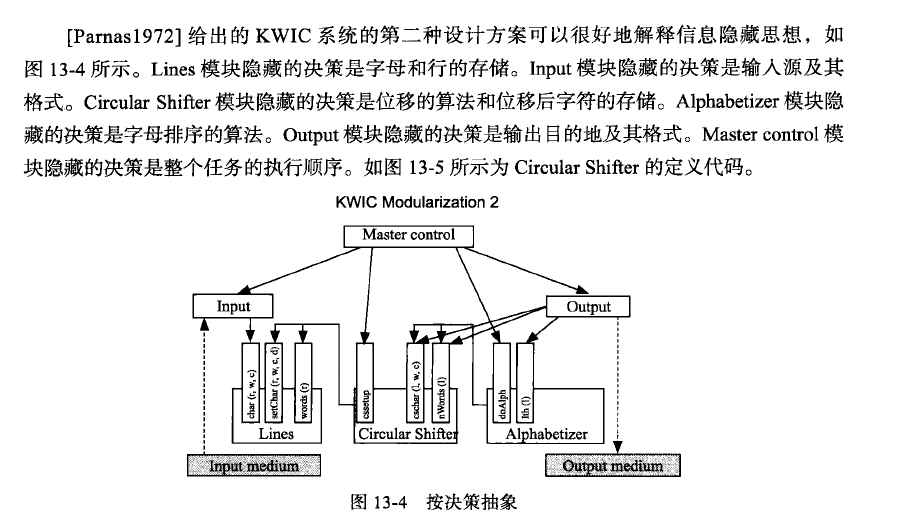 [Parnas1972] 给出的 KWIC 系统的第二种设计方案可以很好地解释信息隐藏思想，如
图 13-4 所示。Lines 模块隐藏的决策是字母和行的存储。Input 模块隐藏的决策是输入源及其
格式。Circular Shifter 模块隐藏的决策是位移的算法和位移后字符的存储。Alphabetizer 模块隐
藏的决策是字母排序的算法。Output 模块隐藏的决策是输出目的地及其格式。Master control 模
块隐藏的决策是整个任务的执行顺序。如图 13-5 所示为 Circular Shifter 的定义代码。
KWIC Modularization 2
Master control
Input
Output
char (r, w, c)
setChar (r, w, c, d)
words (r)
cssetup
cschar (l, w, c)
nWords (l)
doAlph
lth (l)
Lines
Circular Shifter
Alphabetizer
Input medium
Output medium
图 13-4 按决策抽象